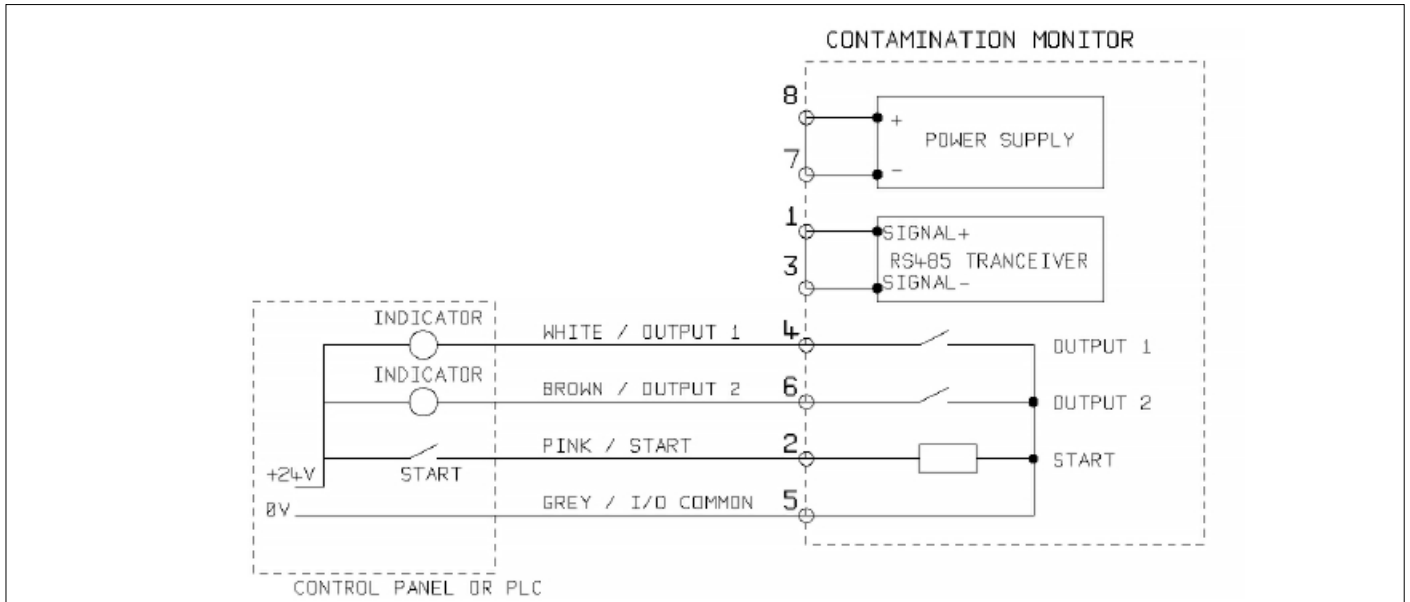 CONTAMINATION MONITOR
8
+
POWER SUPPLY
7
-
1
SIGNAL+
RS485 TRANCEIVER
3
SIGNAL-
INDICATOR
WHITE / OUTPUT 1
4
OUTPUT 1
INDICATOR
BROWN / OUTPUT 2
6
OUTPUT 2
PINK / START
2
START
START
+24V
0V
GREY / I/O COMMON
5
CONTROL PANEL OR PLC